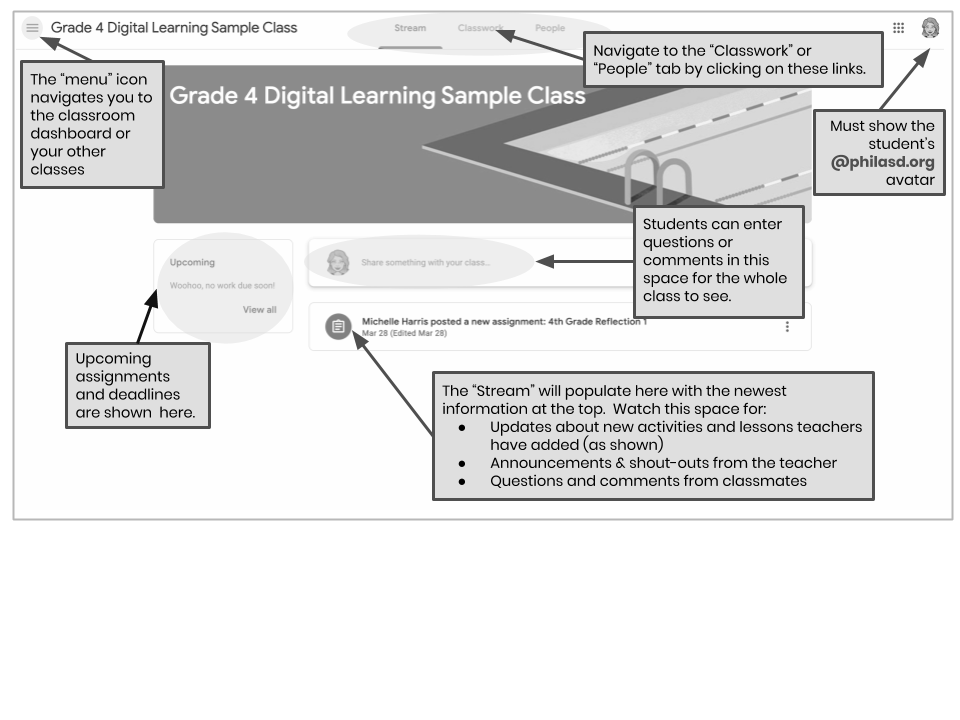 Grade 4 Digital Learning Sample Class
Stream
Classwork
People
Navigate to the “Classwork” or
“People” tab by clicking on these links.
The “menu” icon
navigates you to
the classroom
dashboard or
your other
classes
Grade 4 Digital Learning Sample Class
Must show the
student’s
@philasd.org
avatar
Students can enter
questions or
comments in this
space for the whole
class to see.
Upcoming
Woohoo, no work due soon!
View all
Share something with your class...
Michelle Harris posted a new assignment: 4th Grade Reflection 1
Mar 28 (Edited Mar 28)
Upcoming
assignments
and deadlines
are shown here.
The “Stream” will populate here with the newest
information at the top. Watch this space for:
● Updates about new activities and lessons teachers
have added (as shown)
● Announcements & shout-outs from the teacher
● Questions and comments from classmates